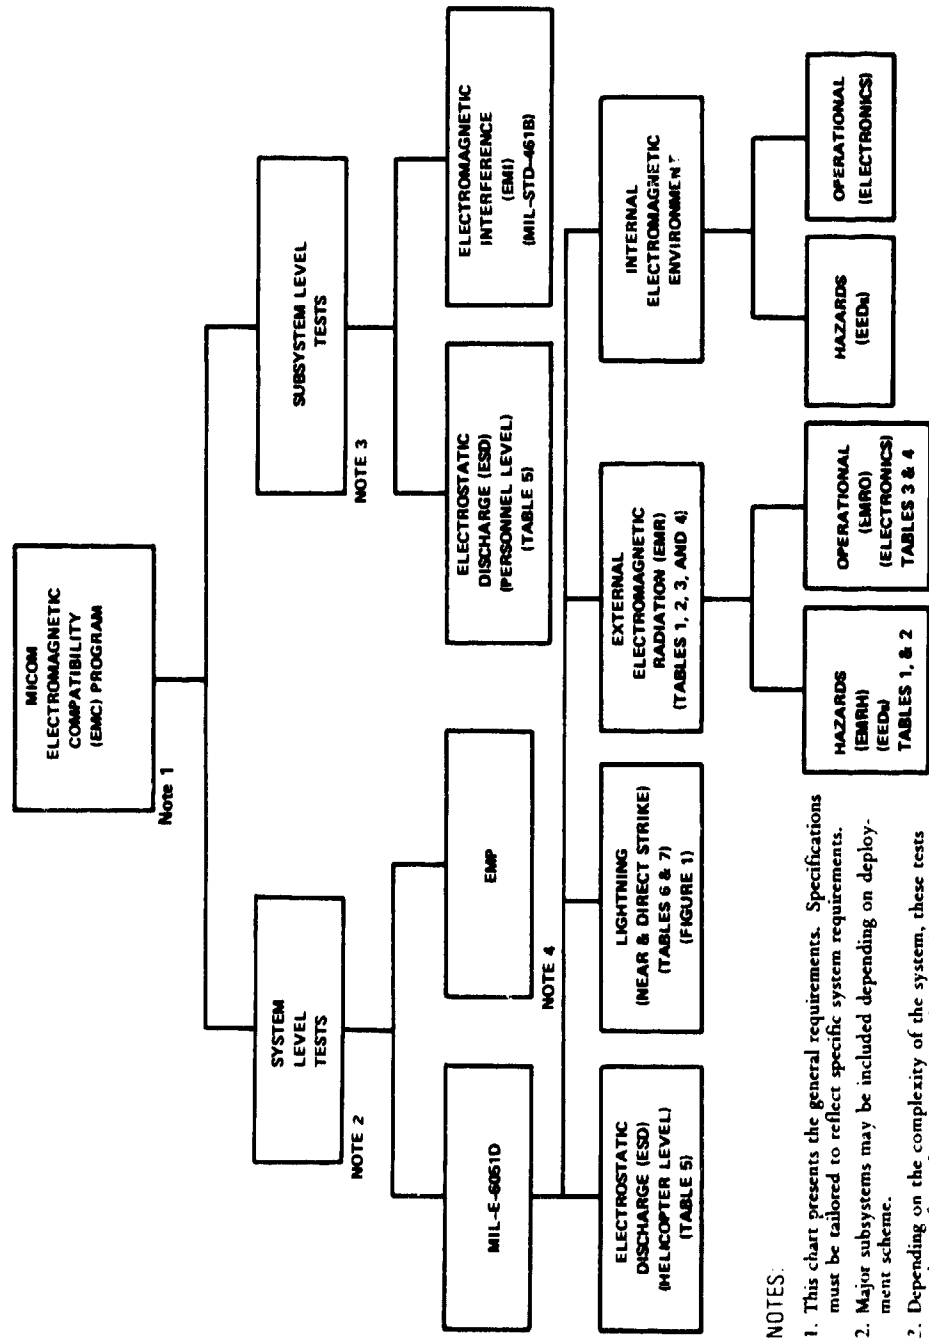 MICOM
ELECTROMAGNETIC
COMPATIBILITY
(EMC) PROGRAM
Note 1
SYSTEM
LEVEL
TESTS
NOTE 2
SUBSYSTEM LEVEL
TESTS
NOTE 3
MIL-E-6051D
EMP
NOTE 4
ELECTROSTATIC
DISCHARGE (ESD)
(PERSONNEL LEVEL)
(TABLE 5)
ELECTROMAGNETIC
INTERFERENCE
(EMI)
(MIL-STD-461B)
ELECTROSTATIC
DISCHARGE (ESD)
(HELICOPTER LEVEL)
(TABLE 5)
LIGHTNING
(NEAR & DIRECT STRIKE)
(TABLES 6 & 7)
(FIGURE 1)
EXTERNAL
ELECTROMAGNETIC
RADIATION (EMR)
(TABLES 1, 2, 3, AND 4)
INTERNAL
ELECTROMAGNETIC
ENVIRONMENT
HAZARDS
(EMRH)
(EEDs)
TABLES 1, & 2
OPERATIONAL
(EMRO)
(ELECTRONICS)
TABLES 3 & 4
HAZARDS
(EEDs)
OPERATIONAL
(ELECTRONICS)
NOTES:
1. This chart presents the general requirements. Specifications
must be tailored to reflect specific system requirements.
2. Major subsystems may be included depending on deploy-
ment scheme.
Depending on the complexity of the system, these tests